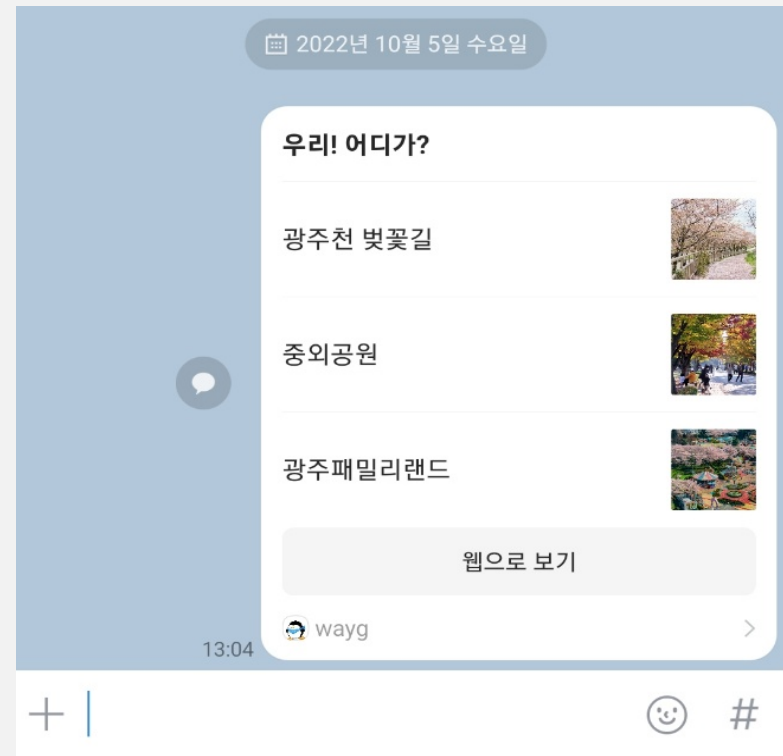 2022년 10월 5일 수요일
우리! 어디가?
광주천 벚꽃길
중외공원
광주패밀리랜드
웹으로 보기
wayg
13:04
#